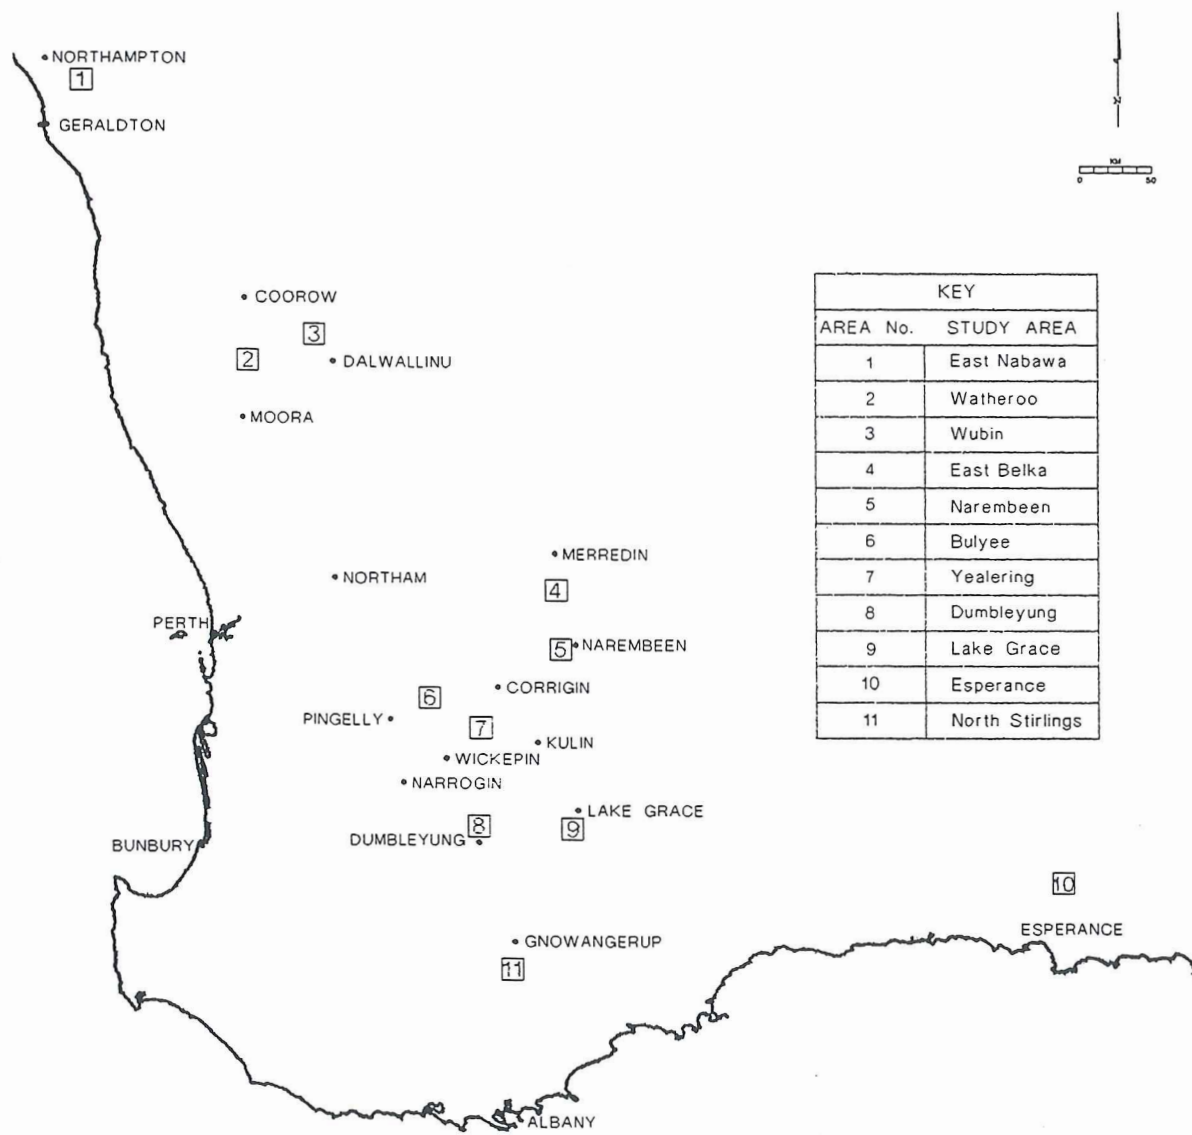 NORTHAMPTON
1
GERALDTON
N
KM
0 50
COOROW
3
2
DALWALLINU
MOORA
KEY
AREA No. STUDY AREA
1 East Nabawa
2 Watheroo
3 Wubin
4 East Belka
5 Narembeen
6 Bulyee
7 Yealering
8 Dumbleyung
9 Lake Grace
10 Esperance
11 North Stirlings
MERREDIN
NORTHAM
4
PERTH
5 NAREMBEEN
CORRIGIN
6
PINGELLY
7
KULIN
WICKEPIN
NARROGIN
LAKE GRACE
8
9
DUMBLEYUNG
BUNBURY
10
ESPERANCE
GNOWANGERUP
11
ALBANY